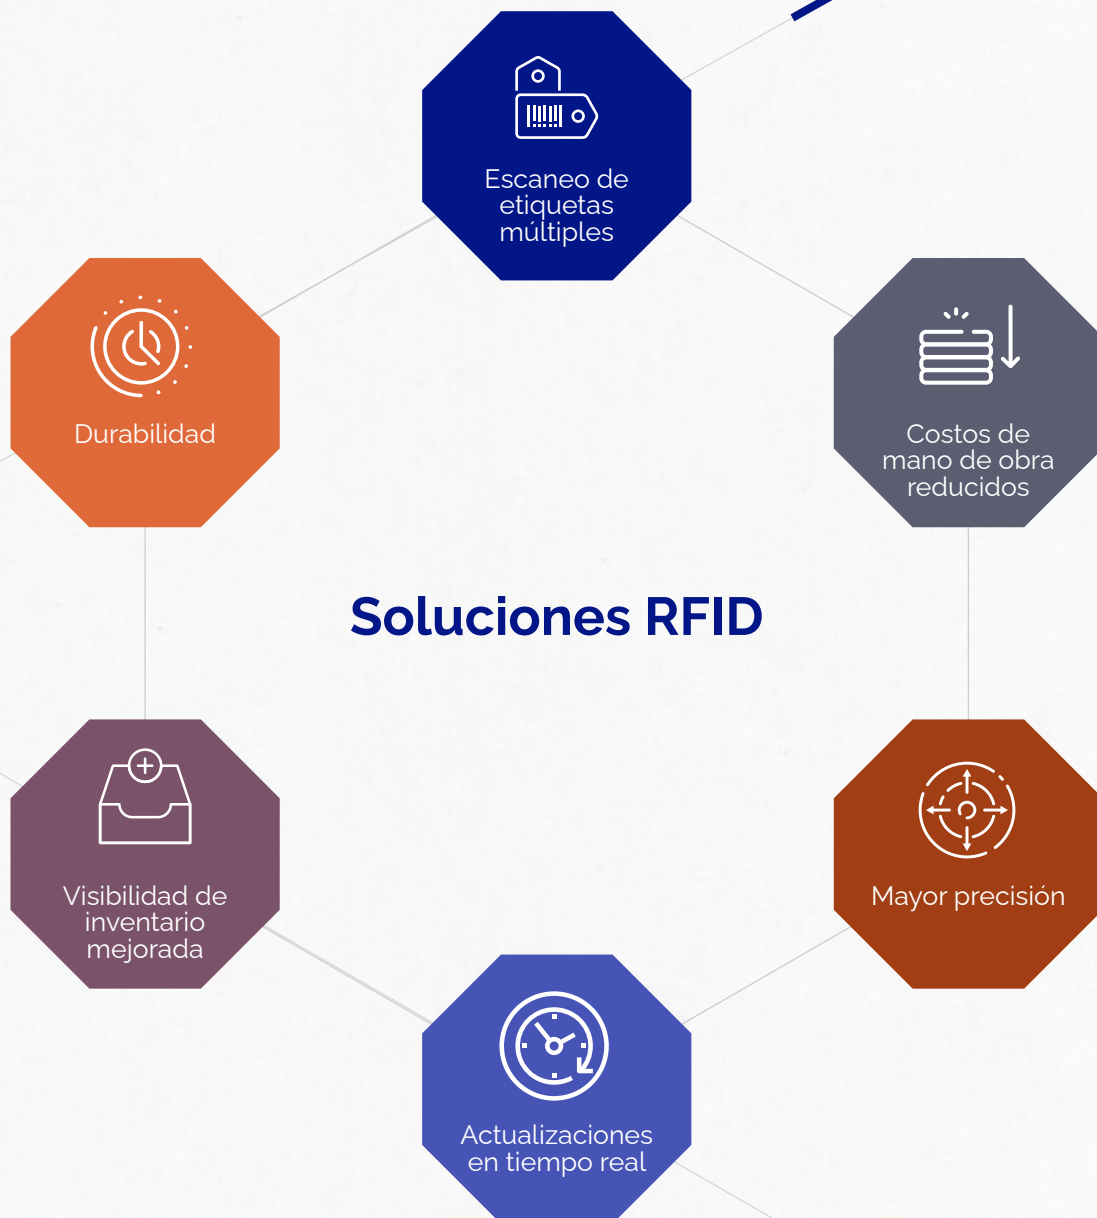 Escaneo de
etiquetas
múltiples
Durabilidad
Costos de
mano de obra
reducidos
Soluciones RFID
Visibilidad de
inventario
mejorada
Mayor precisión
Actualizaciones
en tiempo real